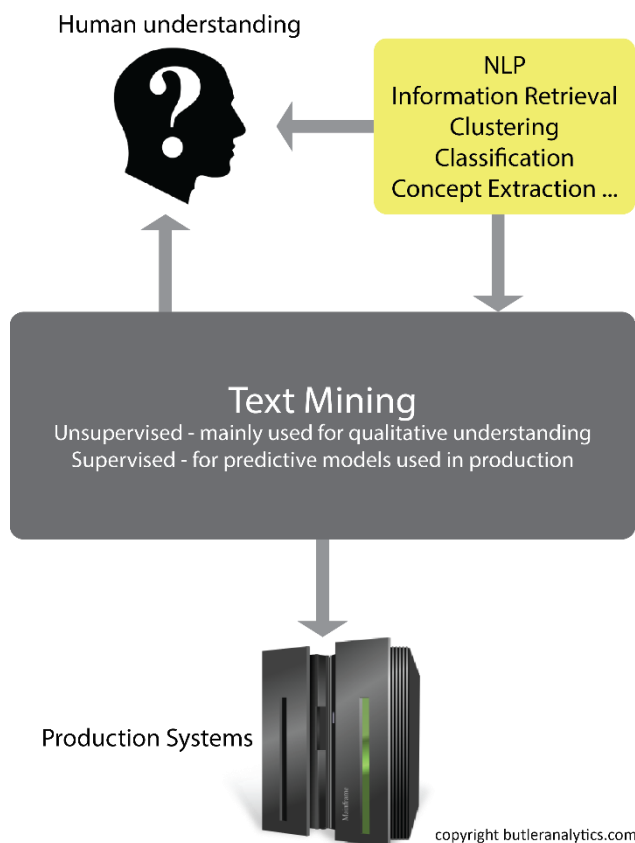 Human understanding
NLP
Information Retrieval
Clustering
Classification
Concept Extraction ...
Text Mining
Unsupervised - mainly used for qualitative understanding
Supervised - for predictive models used in production
Production Systems
Mainframe
copyright butleranalytics.com